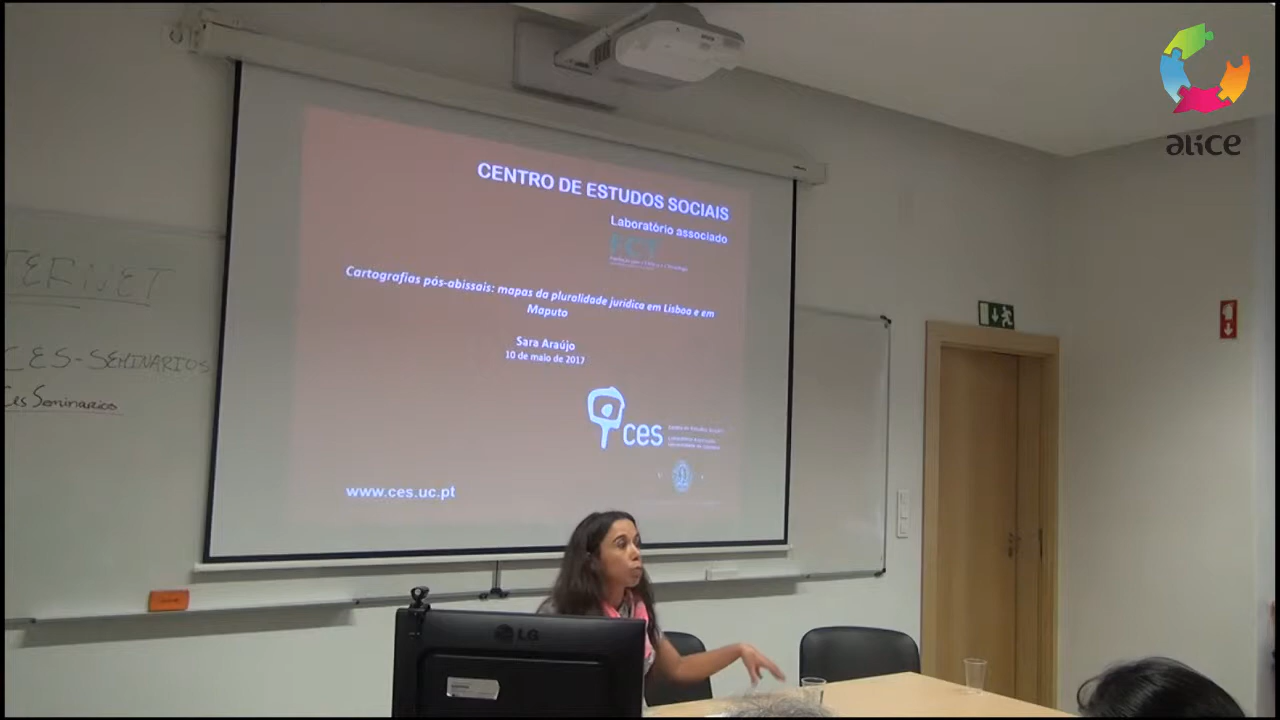 alice
CENTRO DE ESTUDOS SOCIAIS
Laboratório associado
FCT
Cartografias pós-abissais: mapas da pluralidade jurídica em Lisboa e em
Maputo
Sara Araújo
10 de maio de 2017
ces
www.ces.uc.pt
TERNET
CES-SEMINARIOS
Ces Seminarios
LG